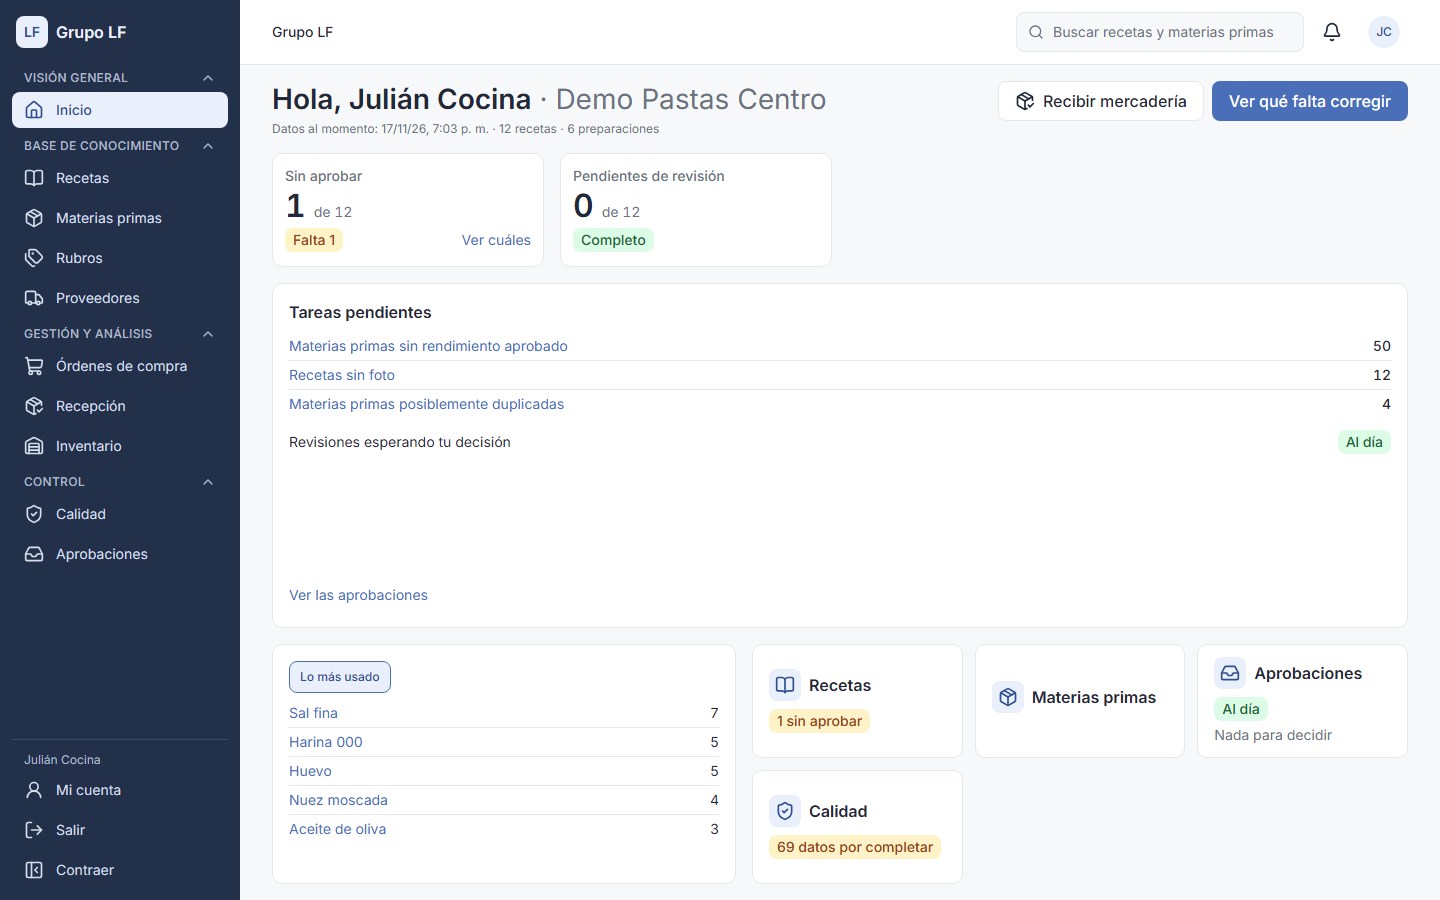 LF Grupo LF
VISIÓN GENERAL
Inicio
BASE DE CONOCIMIENTO
Recetas
Materias primas
Rubros
Proveedores
GESTIÓN Y ANÁLISIS
Órdenes de compra
Recepción
Inventario
CONTROL
Calidad
Aprobaciones
Julián Cocina
Mi cuenta
Salir
Contraer
Grupo LF
Buscar recetas y materias primas
JC
Hola, Julián Cocina · Demo Pastas Centro
Datos al momento: 17/11/26, 7:03 p. m. · 12 recetas · 6 preparaciones
Recibir mercadería
Ver qué falta corregir
Sin aprobar
1 de 12
Falta 1
Ver cuáles
Pendientes de revisión
0 de 12
Completo
Tareas pendientes
Materias primas sin rendimiento aprobado 50
Recetas sin foto 12
Materias primas posiblemente duplicadas 4
Revisiones esperando tu decisión Al día
Ver las aprobaciones
Lo más usado
Sal fina 7
Harina 000 5
Huevo 5
Nuez moscada 4
Aceite de oliva 3
Recetas
1 sin aprobar
Materias primas
Aprobaciones
Al día
Nada para decidir
Calidad
69 datos por completar